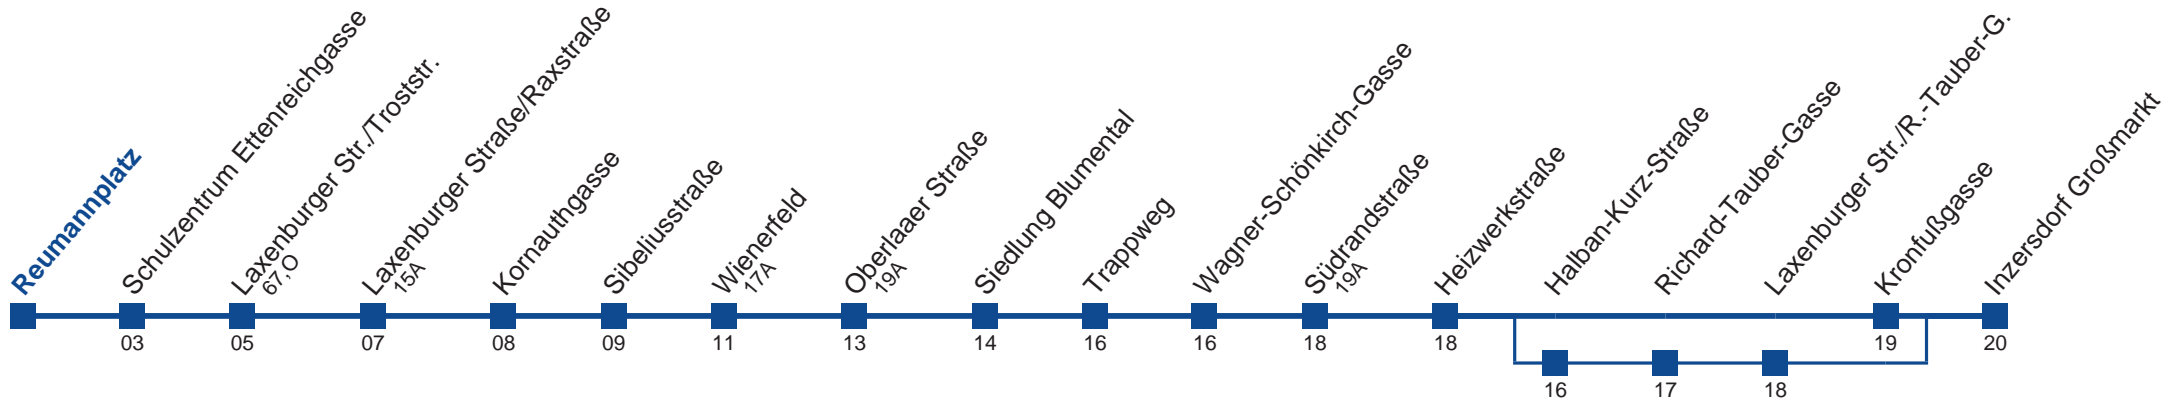 Reumannplatz
Schulzentrum Ettenreichgasse
Laxenburger Str./Troststr.
67,O
Laxenburger Straße/Raxstraße
15A
Kornauthgasse
Sibeliusstraße
Wienerfeld
17A
Oberlaaer Straße
19A
Siedlung Blumental
Trappweg
Wagner-Schönkirch-Gasse
Südrandstraße
19A
Heizwerkstraße
Halban-Kurz-Straße
Richard-Tauber-Gasse
Laxenburger Str./R.-Tauber-G.
Kronfußgasse
Inzersdorf Großmarkt
03 05 07 08 09 11 13 14 16 16 18 18 19 20
16 17 18